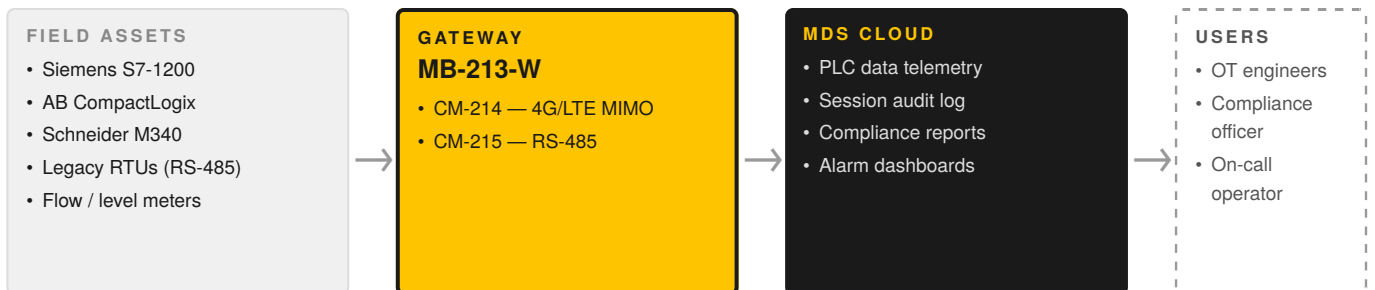 FIELD ASSETS
• Siemens S7-1200
• AB CompactLogix
• Schneider M340
• Legacy RTUs (RS-485)
• Flow / level meters
GATEWAY
MB-213-W
• CM-214 — 4G/LTE MIMO
• CM-215 — RS-485
MDS CLOUD
• PLC data telemetry
• Session audit log
• Compliance reports
• Alarm dashboards
USERS
• OT engineers
• Compliance
officer
• On-call
operator